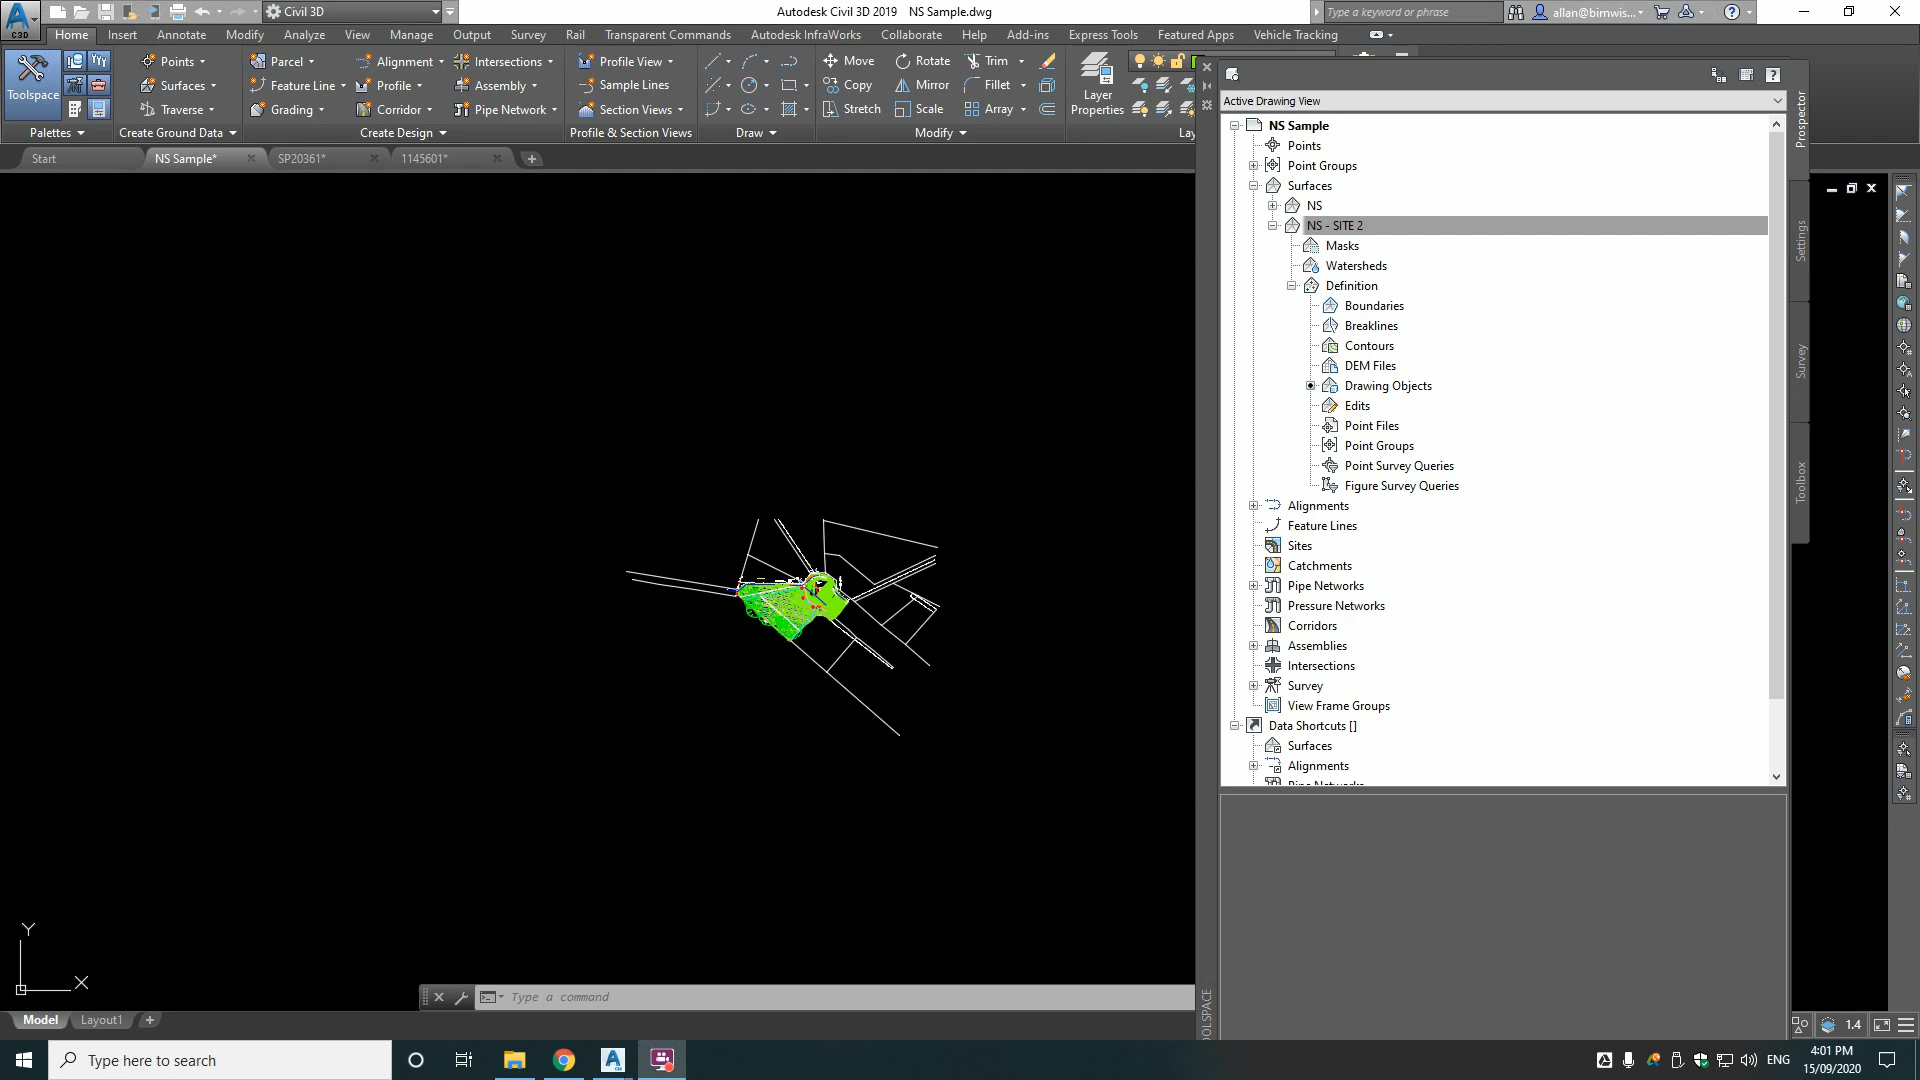 C3D
Civil 3D
Autodesk Civil 3D 2019 NS Sample.dwg
Type a keyword or phrase
allan@bimwis...
Home Insert Annotate Modify Analyze View Manage Output Survey Rail Transparent Commands Autodesk InfraWorks Collaborate Help Add-ins Express Tools Featured Apps Vehicle Tracking
Toolspace
Palettes
Points
Surfaces
Traverse
Create Ground Data
Parcel
Feature Line
Grading
Alignment
Profile
Corridor
Intersections
Assembly
Pipe Network
Create Design
Profile View
Sample Lines
Section Views
Profile & Section Views
Draw
Move
Copy
Stretch
Rotate
Mirror
Scale
Trim
Fillet
Array
Modify
Layer
Properties
Lay
Start
NS Sample*
SP20361*
1145601*
Active Drawing View
NS Sample
Points
Point Groups
Surfaces
NS
NS - SITE 2
Masks
Watersheds
Definition
Boundaries
Breaklines
Contours
DEM Files
Drawing Objects
Edits
Point Files
Point Groups
Point Survey Queries
Figure Survey Queries
Alignments
Feature Lines
Sites
Catchments
Pipe Networks
Pressure Networks
Corridors
Assemblies
Intersections
Survey
View Frame Groups
Data Shortcuts []
Surfaces
Alignments
Prospector
Settings
Survey
Toolbox
Y
X
Type a command
Model
Layout1
1.4
Type here to search
ENG
4:01 PM
15/09/2020